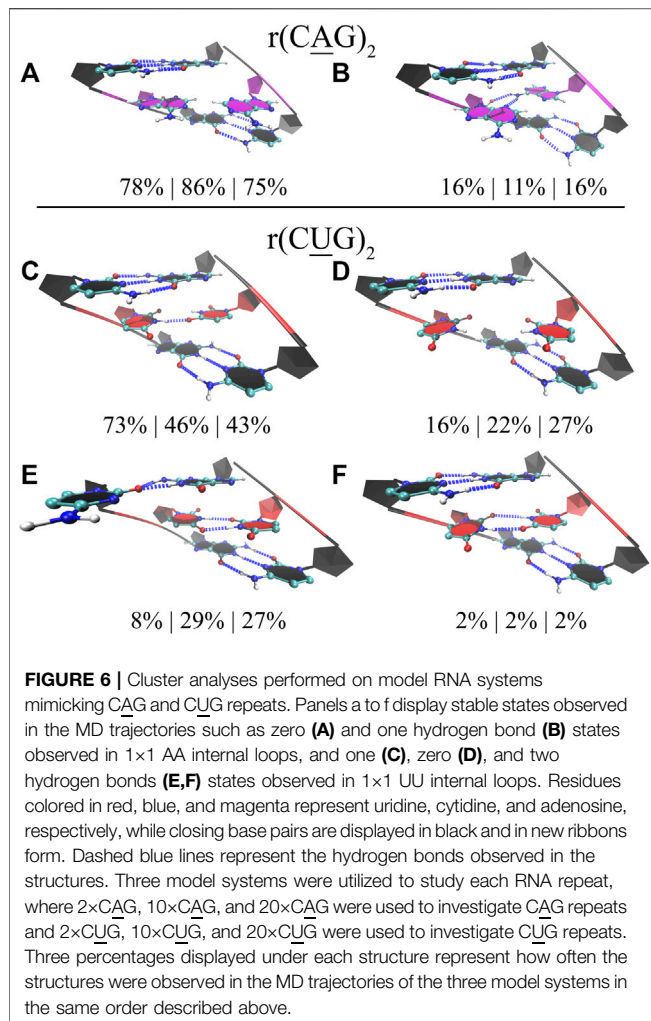 r(CAG)2
A
B
78% | 86% | 75%
16% | 11% | 16%
r(CUG)2
C
D
73% | 46% | 43%
16% | 22% | 27%
E
F
8% | 29% | 27%
2% | 2% | 2%
FIGURE 6 | Cluster analyses performed on model RNA systems
mimicking CAG and CUG repeats. Panels a to f display stable states observed
in the MD trajectories such as zero (A) and one hydrogen bond (B) states
observed in 1×1 AA internal loops, and one (C), zero (D), and two
hydrogen bonds (E,F) states observed in 1×1 UU internal loops. Residues
colored in red, blue, and magenta represent uridine, cytidine, and adenosine,
respectively, while closing base pairs are displayed in black and in new ribbons
form. Dashed blue lines represent the hydrogen bonds observed in the
structures. Three model systems were utilized to study each RNA repeat,
where 2×CAG, 10×CAG, and 20×CAG were used to investigate CAG repeats
and 2×CUG, 10×CUG, and 20×CUG were used to investigate CUG repeats.
Three percentages displayed under each structure represent how often the
structures were observed in the MD trajectories of the three model systems in
the same order described above.